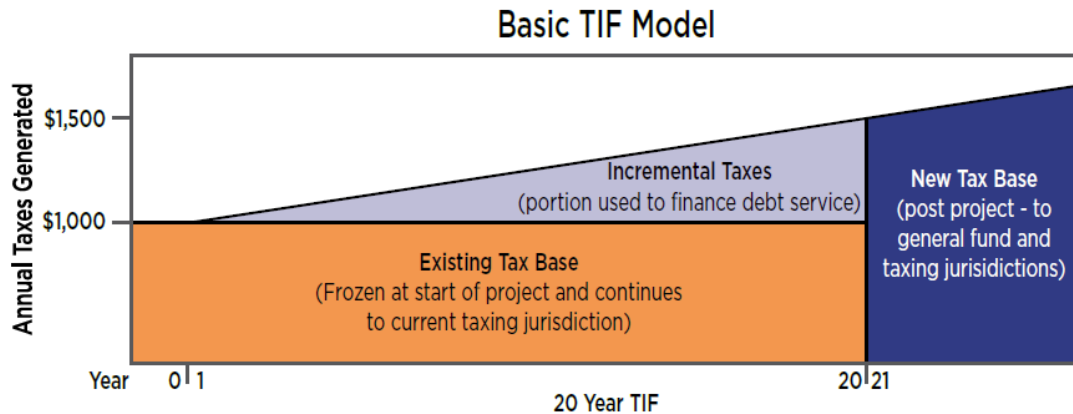 Basic TIF Model
Annual Taxes Generated
$1,500
$1,000
Incremental Taxes
(portion used to finance debt service)
Existing Tax Base
(Frozen at start of project and continues
to current taxing jurisdiction)
New Tax Base
(post project - to
general fund and
taxing jurisidictions)
Year 0 1 20 21
20 Year TIF